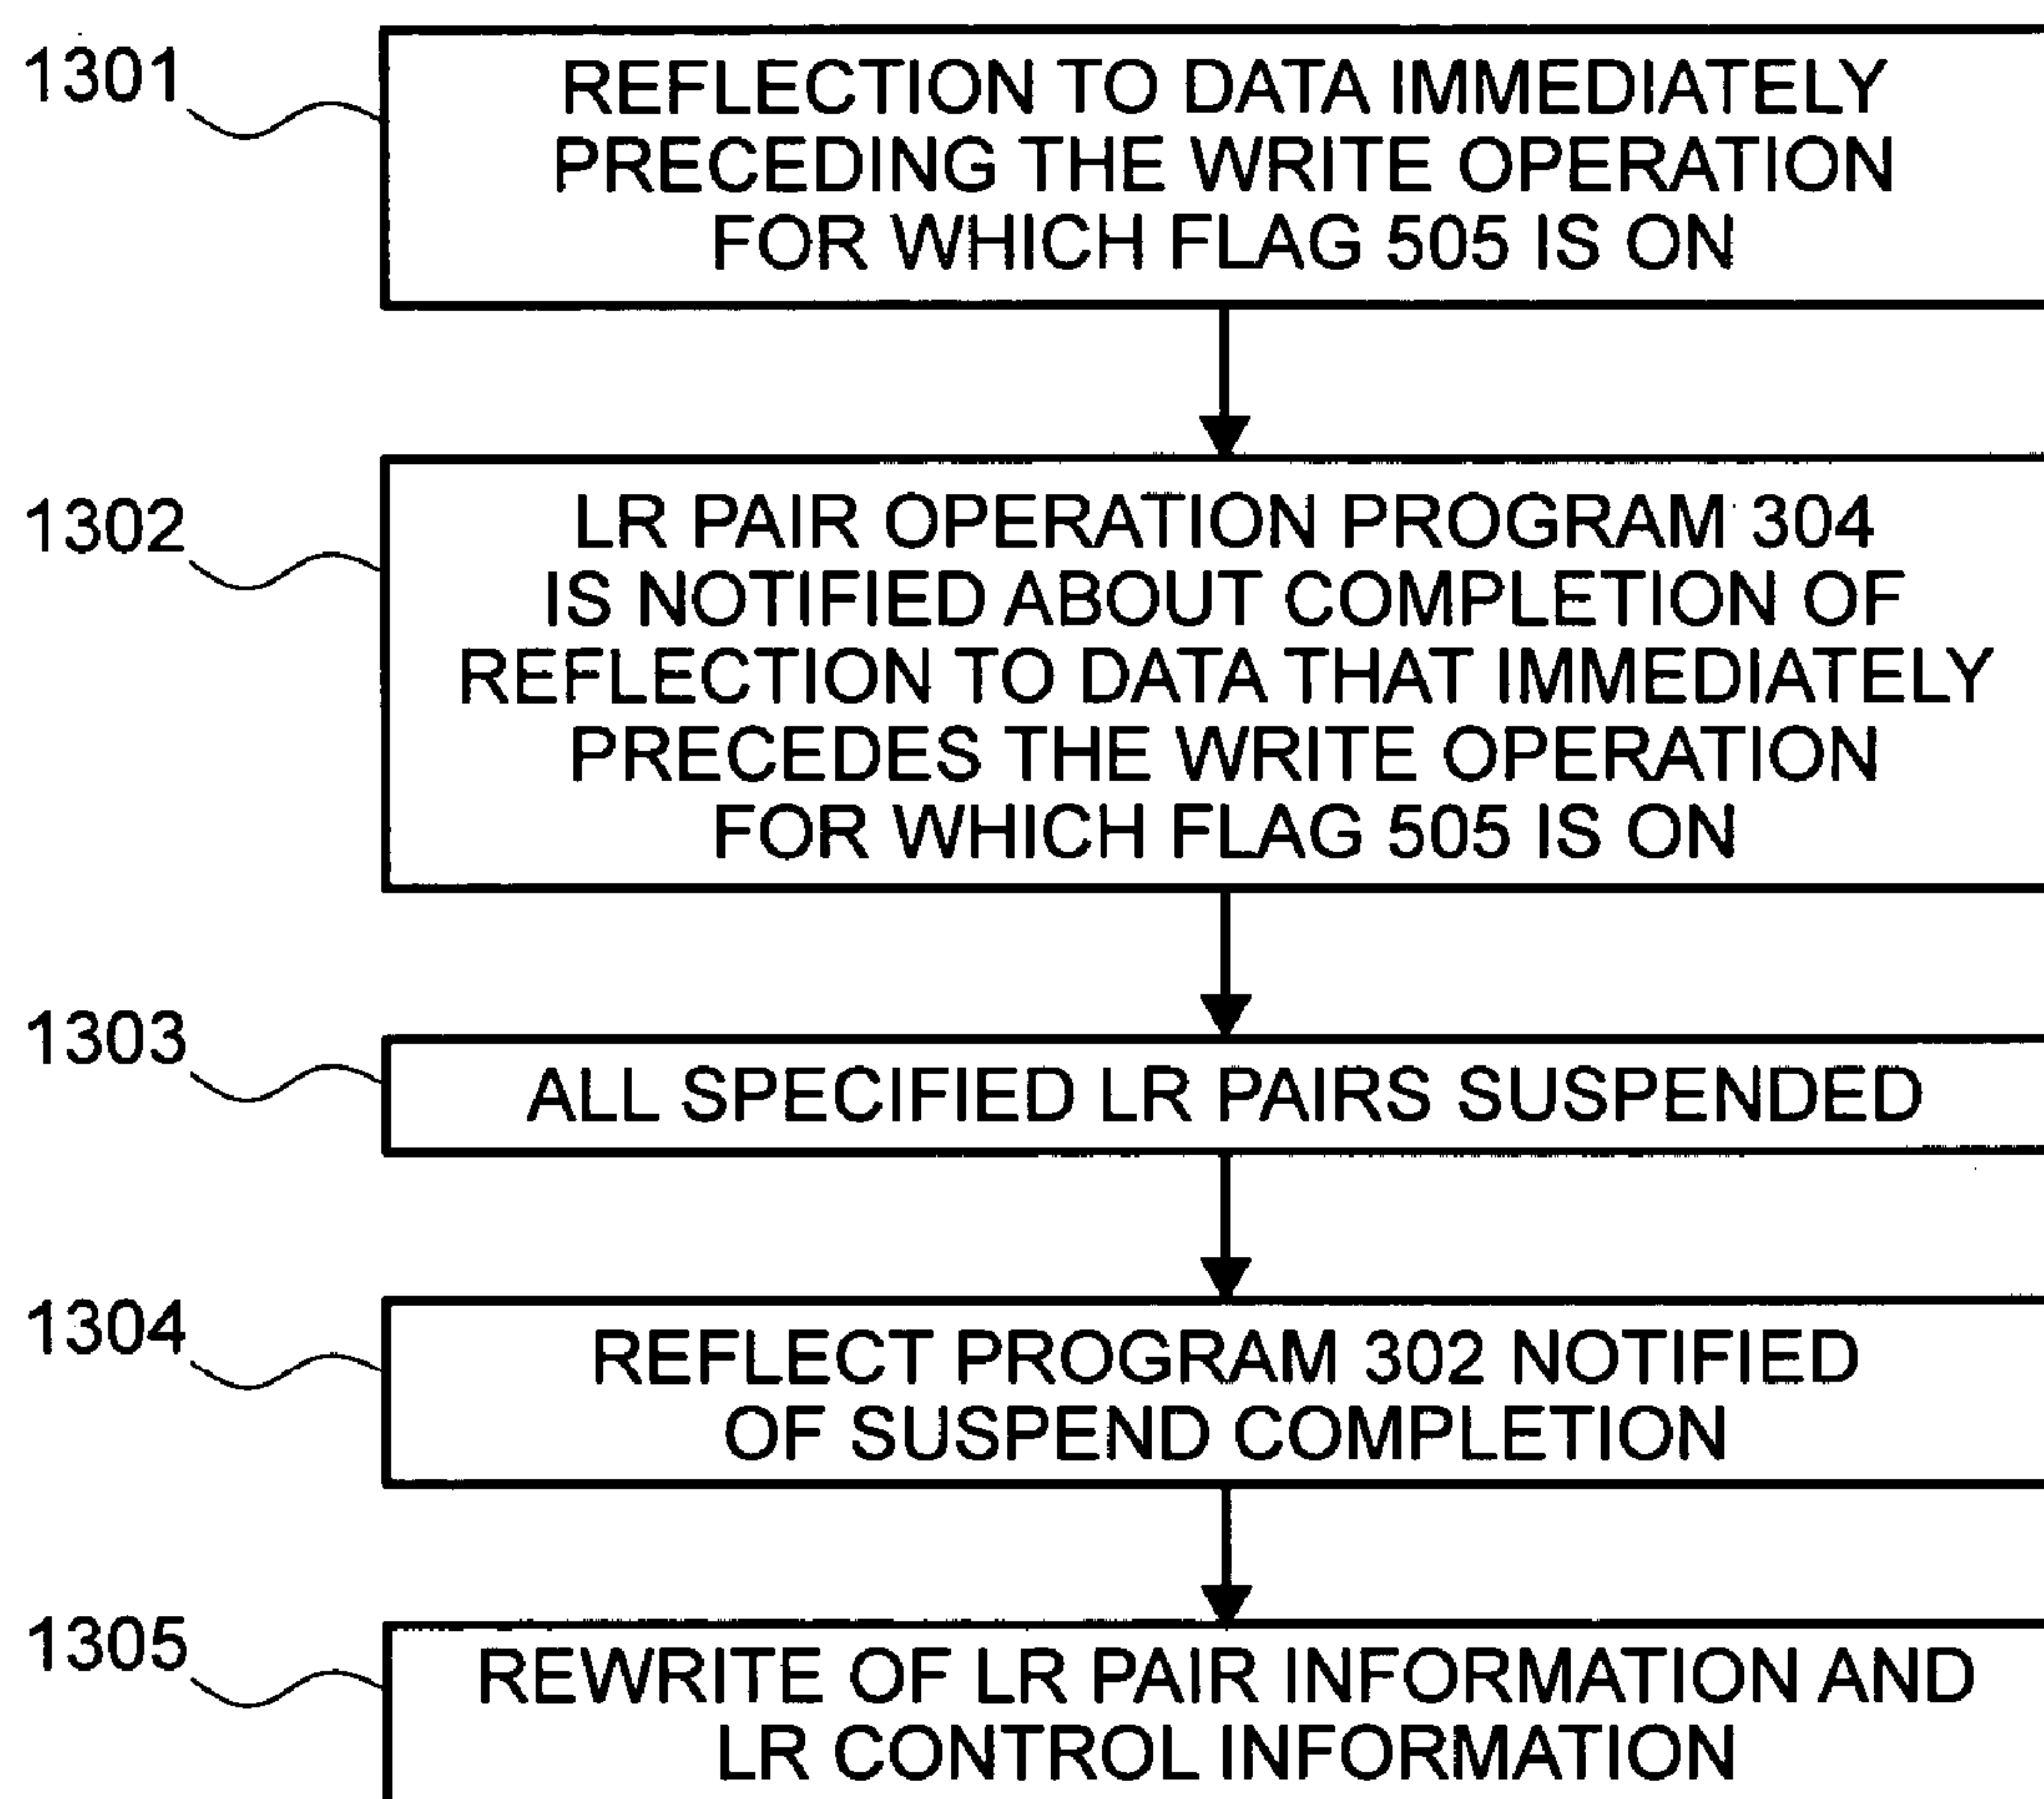 1301
REFLECTION TO DATA IMMEDIATELY
PRECEDING THE WRITE OPERATION
FOR WHICH FLAG 505 IS ON
1302
LR PAIR OPERATION PROGRAM 304
IS NOTIFIED ABOUT COMPLETION OF
REFLECTION TO DATA THAT IMMEDIATELY
PRECEDES THE WRITE OPERATION
FOR WHICH FLAG 505 IS ON
1303
ALL SPECIFIED LR PAIRS SUSPENDED
1304
REFLECT PROGRAM 302 NOTIFIED
OF SUSPEND COMPLETION
1305
REWRITE OF LR PAIR INFORMATION AND
LR CONTROL INFORMATION